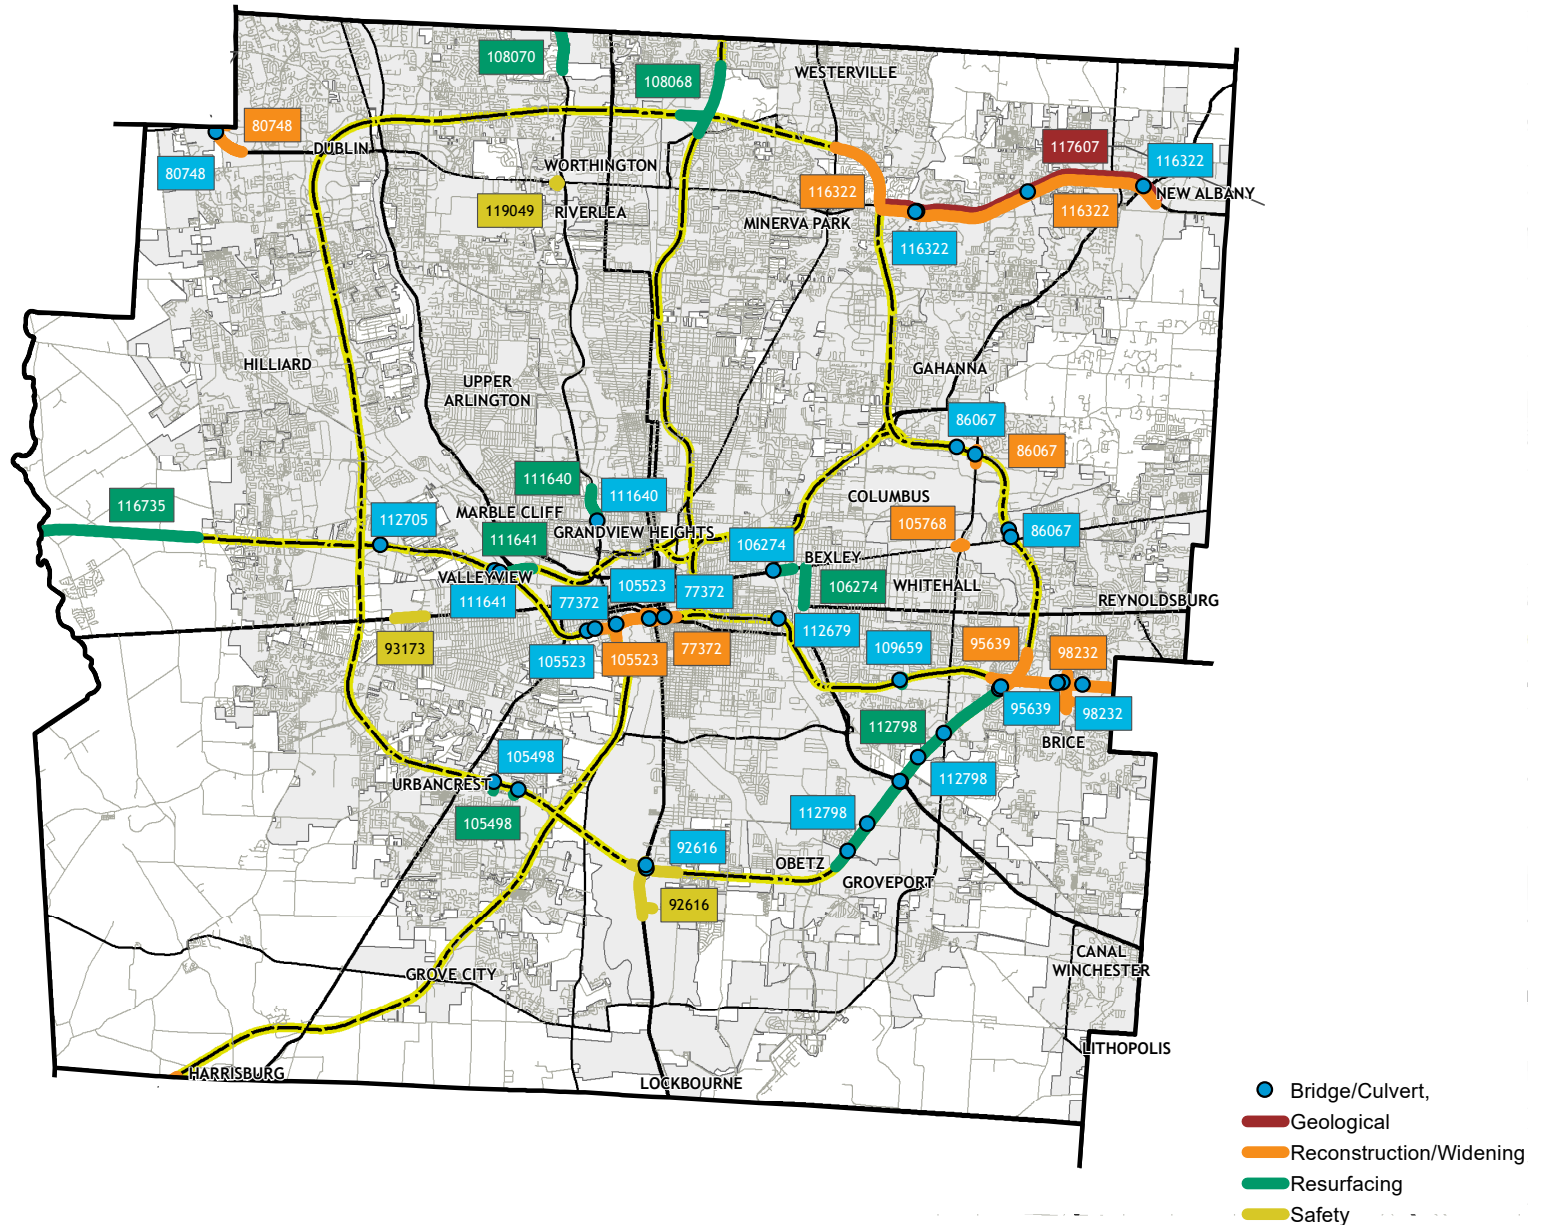 108070
108068
WESTERVILLE
80748
DUBLIN
117607
116322
80748
WORTHINGTON
116322
NEW ALBANY
119049
RIVERLEA
116322
MINERVA PARK
116322
HILLIARD
GAHANNA
UPPER
ARLINGTON
86067
86067
111640
111640
COLUMBUS
116735
112705
MARBLE CLIFF
105768
86067
GRANDVIEW HEIGHTS
111641
106274
BEXLEY
VALLEYVIEW
105523
77372
106274
WHITEHALL
111641
77372
REYNOLDSBURG
112679
93173
105523
105523
77372
109659
95639
98232
95639
98232
112798
BRICE
105498
URBANCREST
112798
112798
105498
92616
OBETZ
GROVEPORT
92616
CANAL
WINCHESTER
GROVE CITY
LITHOPOLIS
HARRISBURG
LOCKBOURNE
Bridge/Culvert,
Geological
Reconstruction/Widening
Resurfacing
Safety